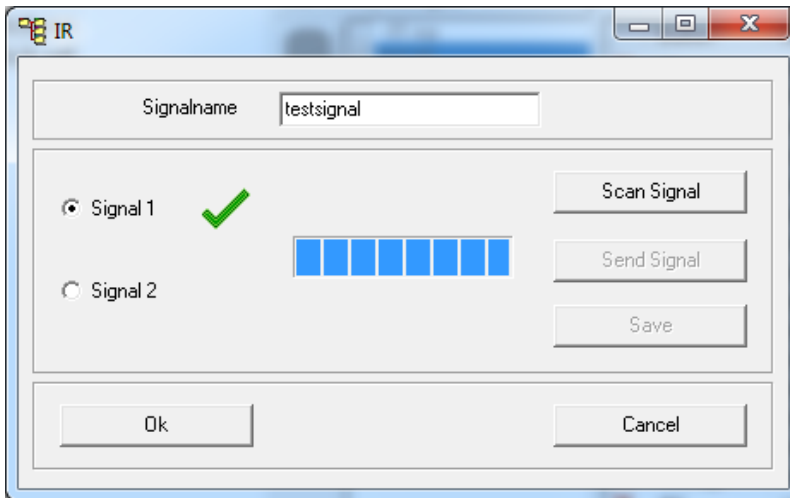 IR
Signalname
testsignal
Signal 1
Scan Signal
Send Signal
Signal 2
Save
Ok
Cancel